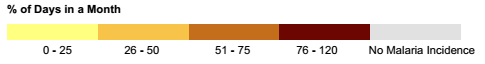 % of Days in a Month
0 - 25 26 - 50 51 - 75 76 - 120 No Malaria Incidence